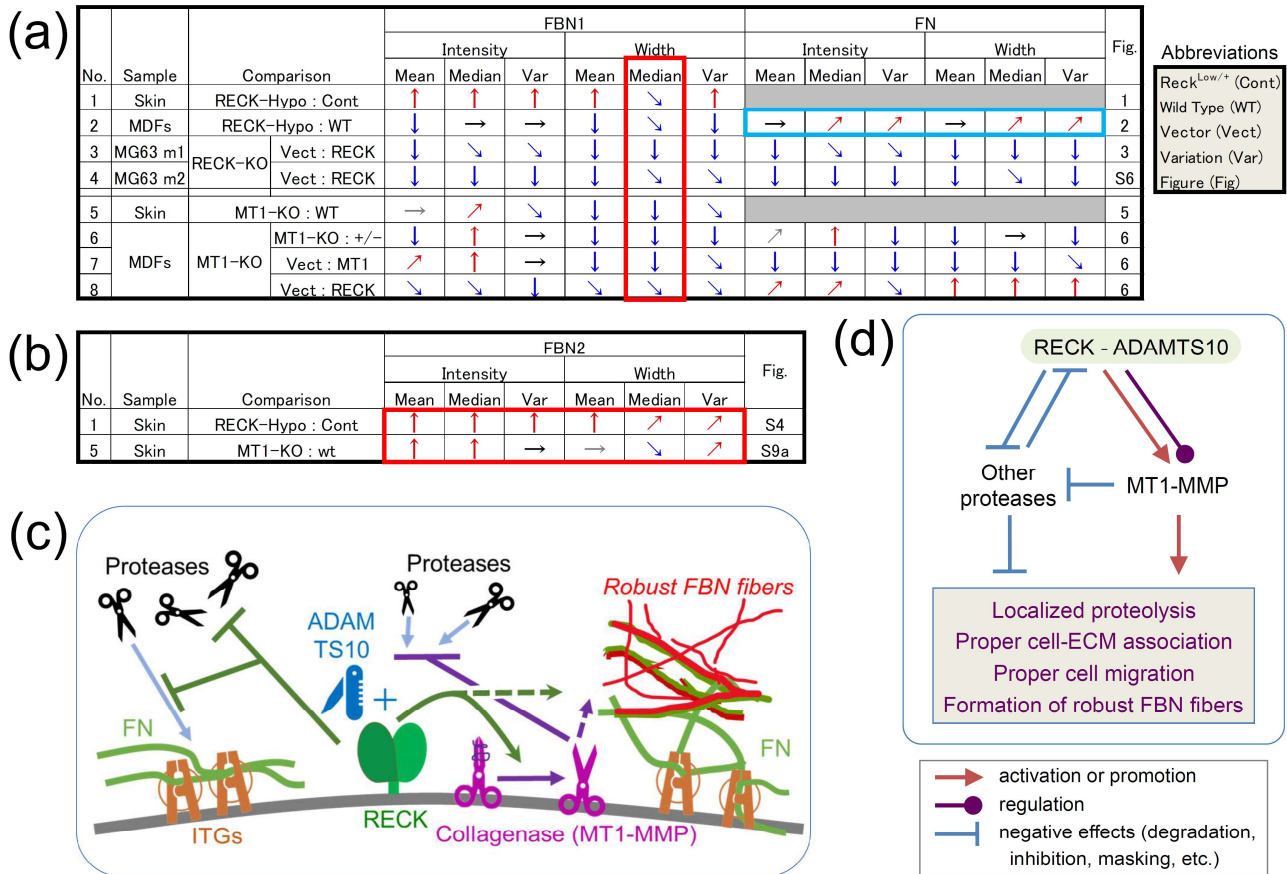 (a)
FBN1 FN
Intensity Width Intensity Width Fig.
No. Sample Comparison Mean Median Var Mean Median Var Mean Median Var Mean Median Var
1 Skin RECK-Hypo : Cont ↑ ↑ ↑ ↑ ↘ ↑ 1
2 MDFs RECK-Hypo : WT ↓ → → ↓ ↘ ↓ → ↗ ↗ → ↗ ↗ 2
3 MG63 m1 RECK-KO Vect : RECK ↓ ↘ ↘ ↓ ↓ ↓ ↓ ↘ ↘ ↓ ↓ ↓ 3
4 MG63 m2 Vect : RECK ↓ ↓ ↓ ↓ ↘ ↘ ↓ ↓ ↓ ↓ ↘ ↓ S6
5 Skin MT1-KO : WT → ↗ ↘ ↓ ↓ ↘ 5
6 MDFs MT1-KO MT1-KO : +/- ↓ ↑ → ↓ ↓ ↓ ↗ ↑ ↓ ↓ → ↓ 6
7 Vect : MT1 ↗ ↑ → ↓ ↓ ↘ ↓ ↓ ↓ ↓ ↓ ↘ 6
8 Vect : RECK ↘ ↘ ↓ ↘ ↘ ↘ ↗ ↗ ↘ ↑ ↑ ↑ 6
Abbreviations
Reck^Low/+ (Cont)
Wild Type (WT)
Vector (Vect)
Variation (Var)
Figure (Fig)
(b)
FBN2
Intensity Width Fig.
No. Sample Comparison Mean Median Var Mean Median Var
1 Skin RECK-Hypo : Cont ↑ ↑ ↑ ↑ ↗ ↗ S4
5 Skin MT1-KO : wt ↑ ↑ → → ↘ ↗ S9a
(c)
Proteases
Proteases
Robust FBN fibers
ADAM
TS10
+
FN
FN
ITGs
RECK
Collagenase (MT1-MMP)
(d)
RECK - ADAMTS10
Other
proteases
MT1-MMP
Localized proteolysis
Proper cell-ECM association
Proper cell migration
Formation of robust FBN fibers
activation or promotion
regulation
negative effects (degradation,
inhibition, masking, etc.)